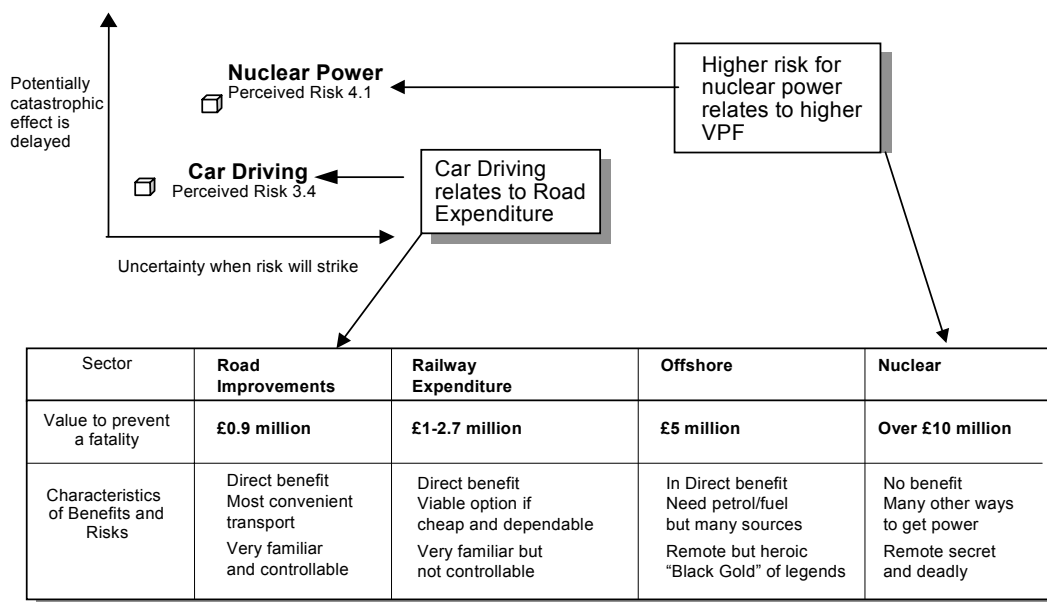 Potentially
catastrophic
effect is
delayed
Nuclear Power
Perceived Risk 4.1
Higher risk for
nuclear power
relates to higher
VPF
Car Driving
Perceived Risk 3.4
Car Driving
relates to Road
Expenditure
Uncertainty when risk will strike
Sector
Road
Improvements
Railway
Expenditure
Offshore
Nuclear
Value to prevent
a fatality
£0.9 million
£1-2.7 million
£5 million
Over £10 million
Characteristics
of Benefits and
Risks
Direct benefit
Most convenient
transport
Very familiar
and controllable
Direct benefit
Viable option if
cheap and dependable
Very familiar but
not controllable
In Direct benefit
Need petrol/fuel
but many sources
Remote but heroic
“Black Gold” of legends
No benefit
Many other ways
to get power
Remote secret
and deadly